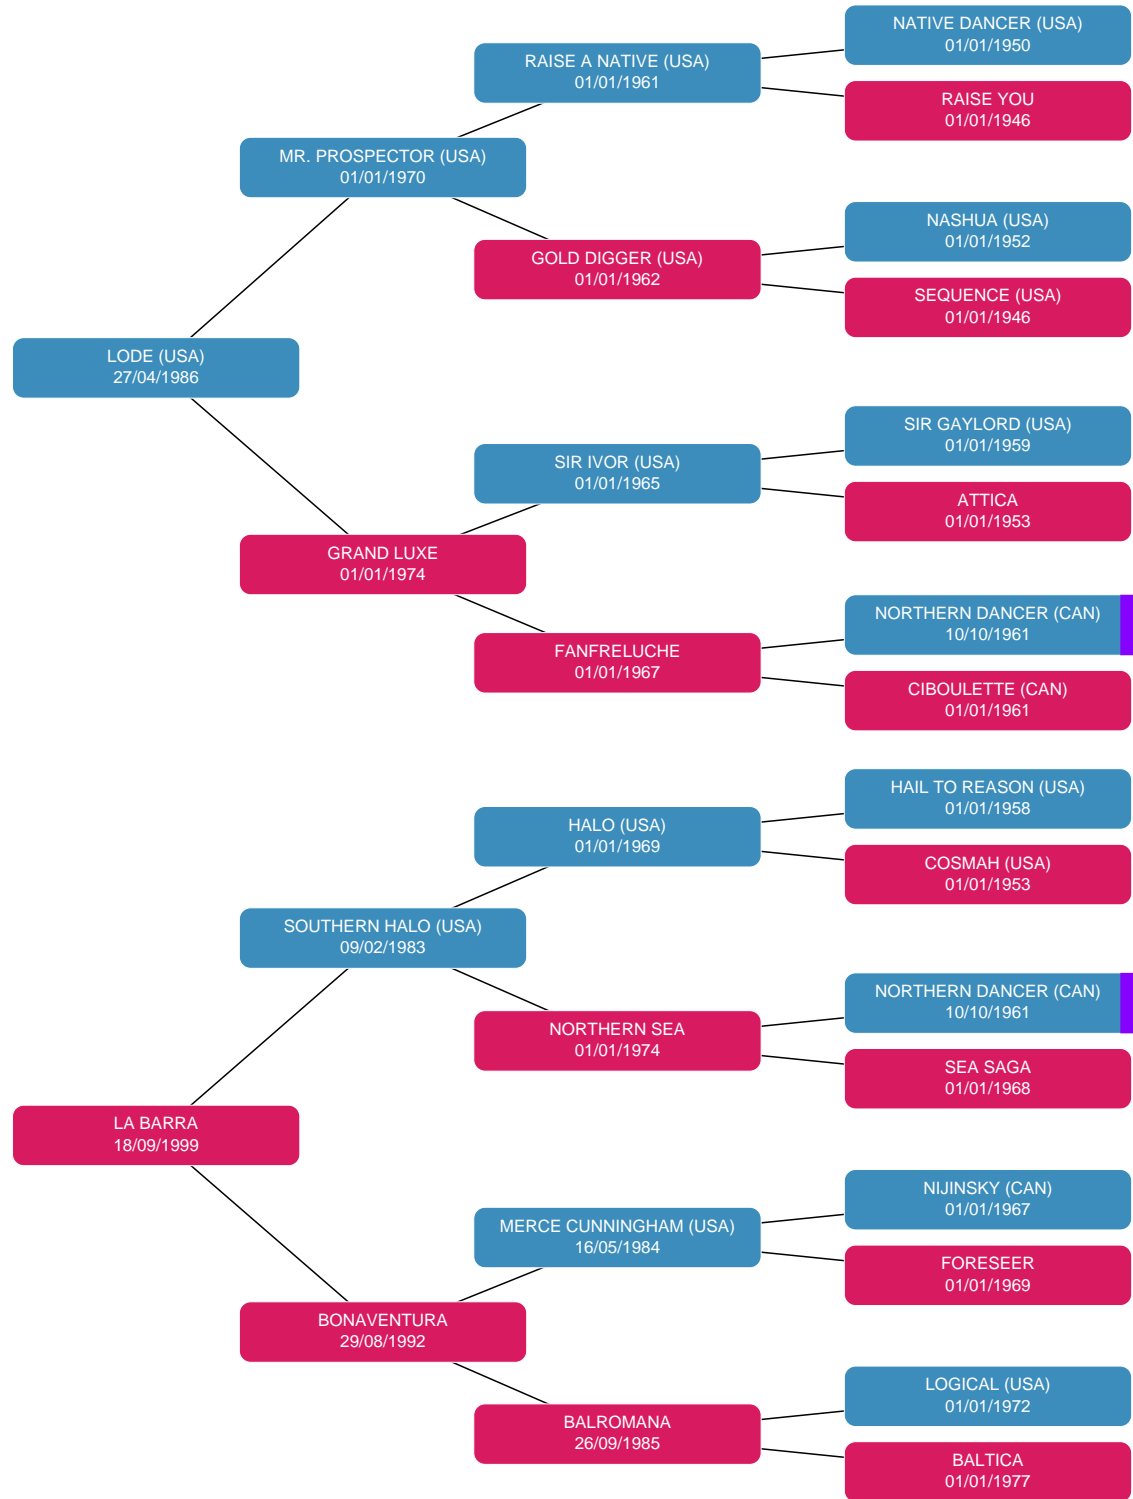 NATIVE DANCER (USA)
01/01/1950
RAISE A NATIVE (USA)
01/01/1961
RAISE YOU
01/01/1946
MR. PROSPECTOR (USA)
01/01/1970
NASHUA (USA)
01/01/1952
GOLD DIGGER (USA)
01/01/1962
SEQUENCE (USA)
01/01/1946
LODE (USA)
27/04/1986
SIR GAYLORD (USA)
01/01/1959
SIR IVOR (USA)
01/01/1965
ATTICA
01/01/1953
GRAND LUXE
01/01/1974
NORTHERN DANCER (CAN)
10/10/1961
FANFRELUCHE
01/01/1967
CIBOULETTE (CAN)
01/01/1961
HAIL TO REASON (USA)
01/01/1958
HALO (USA)
01/01/1969
COSMAH (USA)
01/01/1953
SOUTHERN HALO (USA)
09/02/1983
NORTHERN DANCER (CAN)
10/10/1961
NORTHERN SEA
01/01/1974
SEA SAGA
01/01/1968
LA BARRA
18/09/1999
NIJINSKY (CAN)
01/01/1967
MERCE CUNNINGHAM (USA)
16/05/1984
FORESEER
01/01/1969
BONAVENTURA
29/08/1992
LOGICAL (USA)
01/01/1972
BALROMANA
26/09/1985
BALTICA
01/01/1977